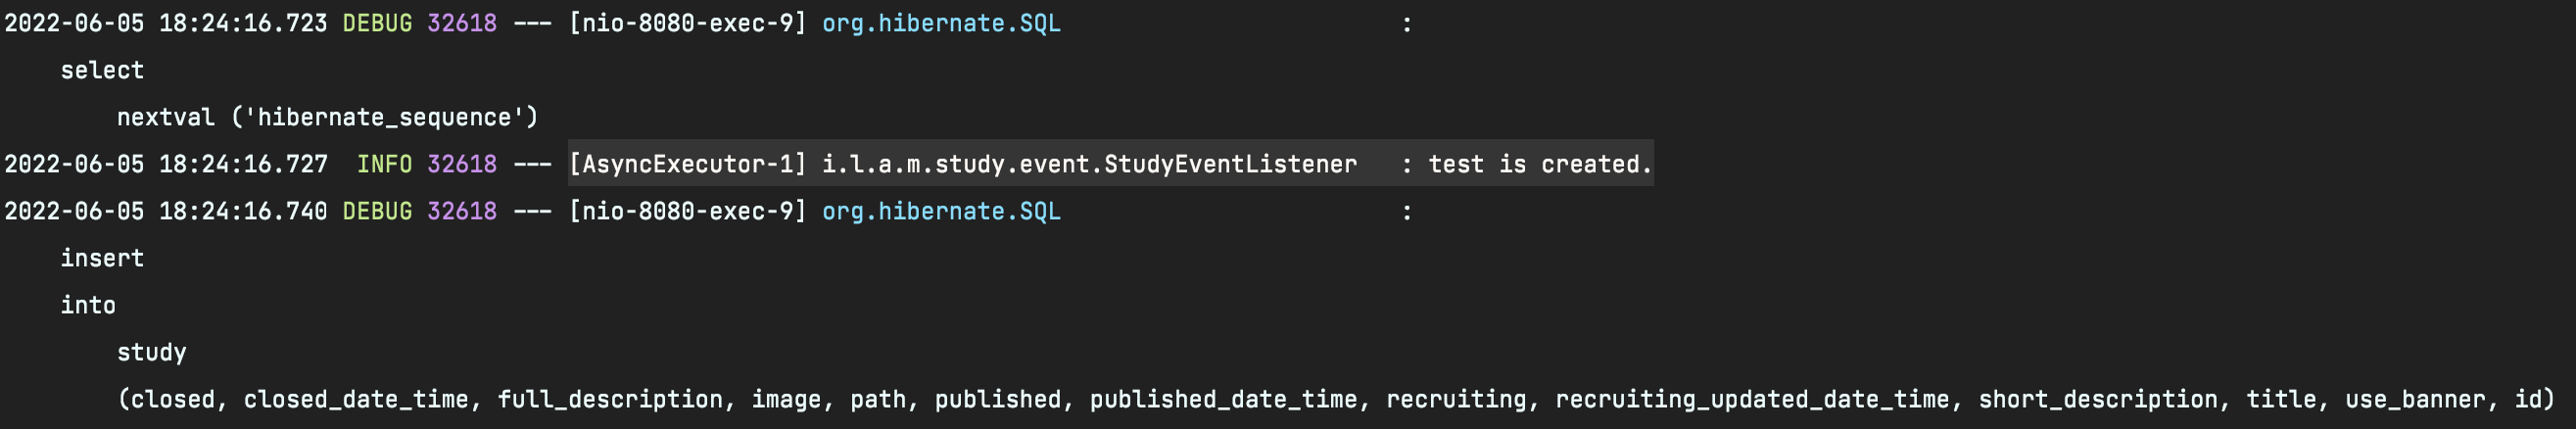 2022-06-05 18:24:16.723 DEBUG 32618 --- [nio-8080-exec-9] org.hibernate.SQL                        :
    select
        nextval ('hibernate_sequence')
2022-06-05 18:24:16.727  INFO 32618 --- [AsyncExecutor-1] i.l.a.m.study.event.StudyEventListener   : test is created.
2022-06-05 18:24:16.740 DEBUG 32618 --- [nio-8080-exec-9] org.hibernate.SQL                        :
    insert
    into
        study
        (closed, closed_date_time, full_description, image, path, published, published_date_time, recruiting, recruiting_updated_date_time, short_description, title, use_banner, id)